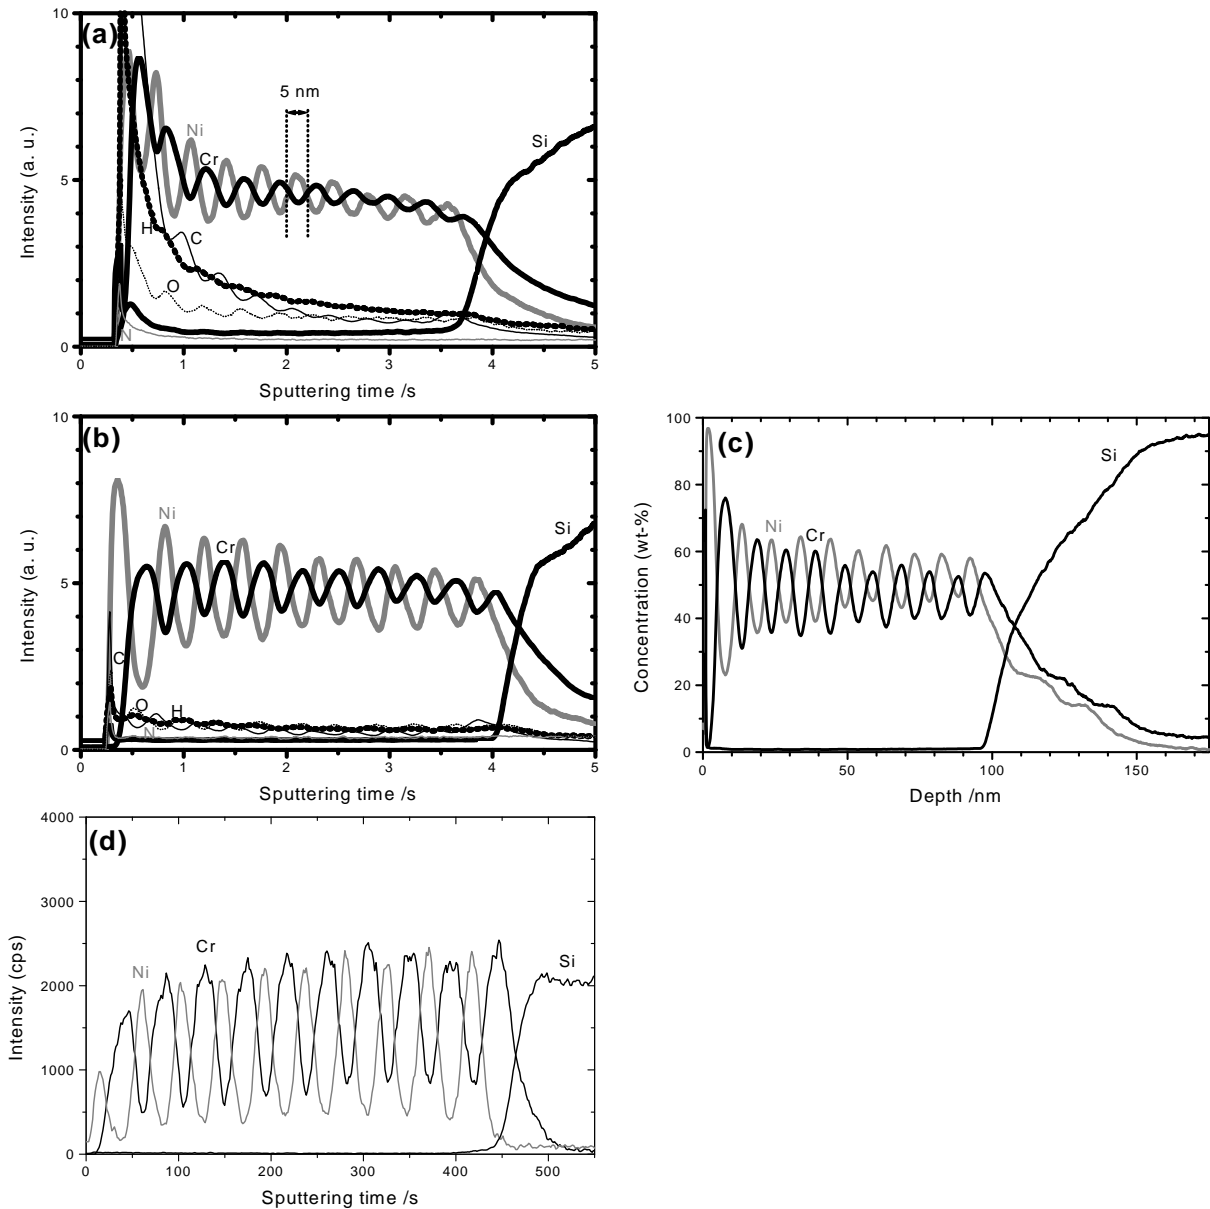 (a)
10
5
0
Intensity (a. u.)
5 nm
Ni
Cr
Si
H
C
O
N
0 1 2 3 4 5
Sputtering time /s
(b)
10
5
0
Intensity (a. u.)
Ni
Cr
Si
C
O
H
N
0 1 2 3 4 5
Sputtering time /s
(c)
100
80
60
40
20
0
Concentration (wt-%)
Ni
Cr
Si
0 50 100 150
Depth /nm
(d)
4000
3000
2000
1000
0
Intensity (cps)
Ni
Cr
Si
0 100 200 300 400 500
Sputtering time /s